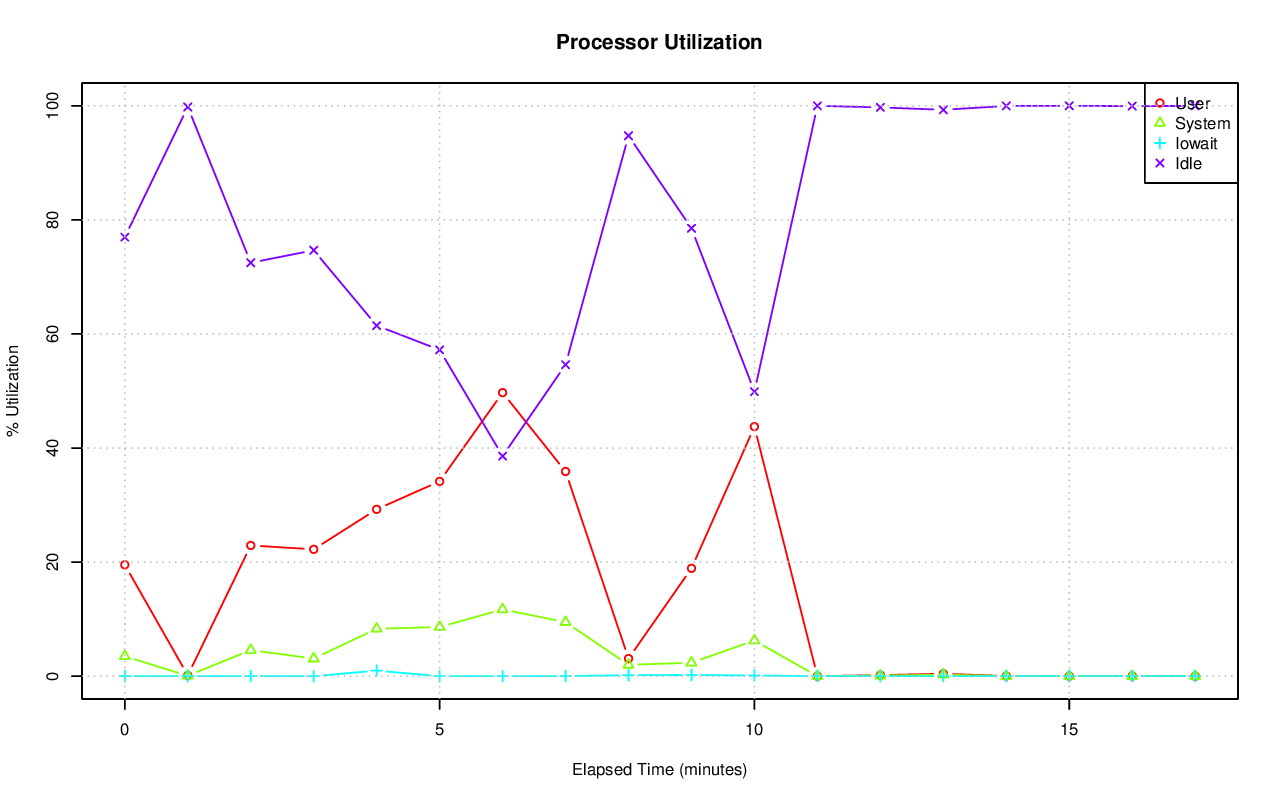 Processor Utilization
% Utilization
100
80
60
40
20
0
User
System
Iowait
Idle
0 5 10 15
Elapsed Time (minutes)